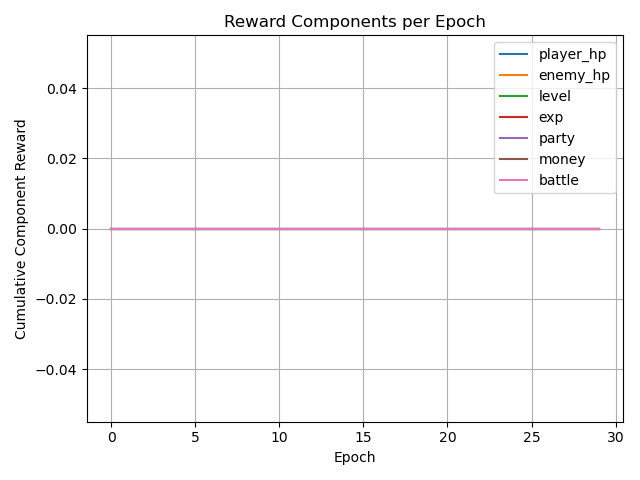 Reward Components per Epoch
player_hp
enemy_hp
level
exp
party
money
battle
0.04
0.02
0.00
−0.02
−0.04
Cumulative Component Reward
0 5 10 15 20 25 30
Epoch